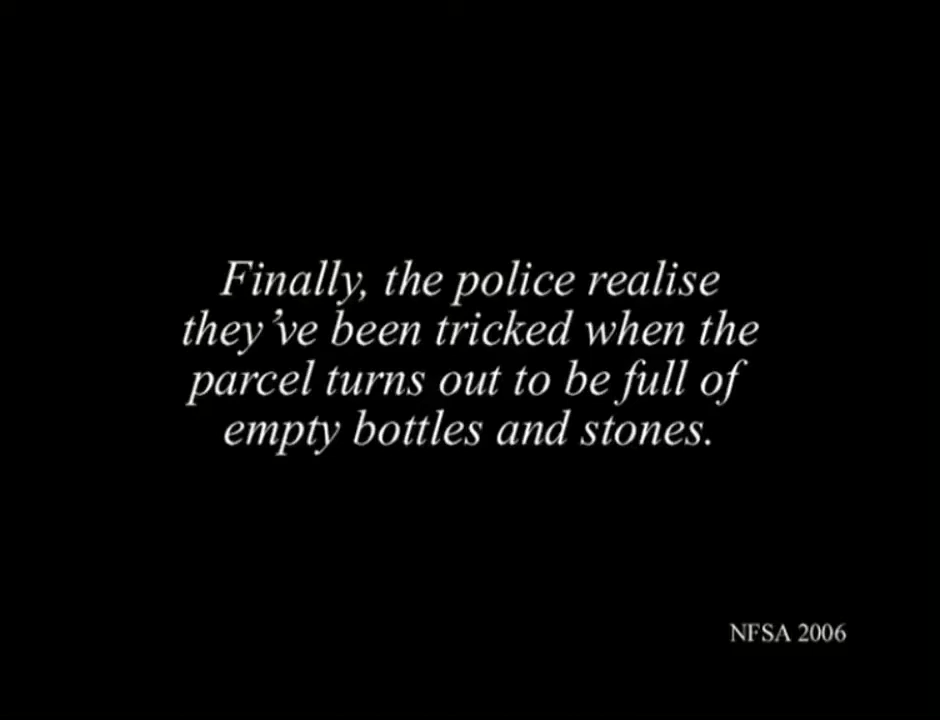 Finally, the police realise
they've been tricked when the
parcel turns out to be full of
empty bottles and stones.
NFSA 2006